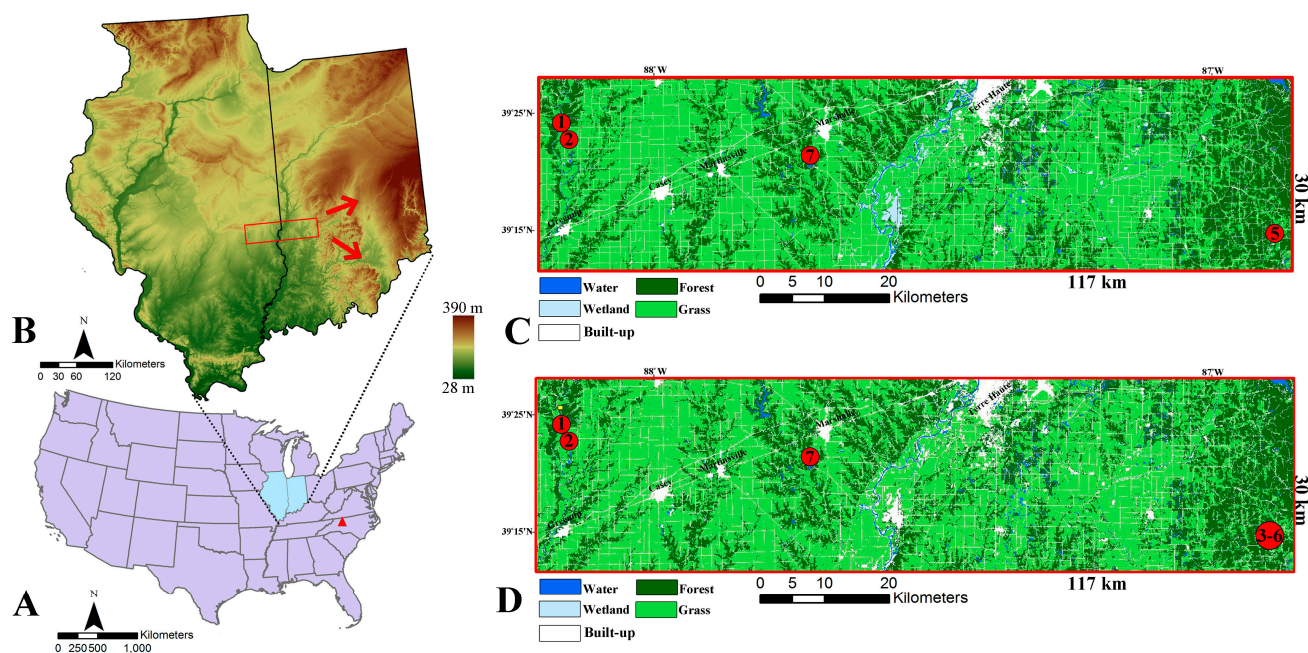 B
N
Kilometers
0 30 60 120
390 m
28 m
A
N
Kilometers
0 250 500 1,000
88°W
87°W
39°25'N
39°15'N
1
2
7
5
Marshall
Martinsville
Casey
Greenup
Terre Haute
30 km
117 km
Water
Forest
Wetland
Grass
Built-up
0 5 10 20
Kilometers
C
88°W
87°W
39°25'N
39°15'N
1
2
7
3-6
Marshall
Martinsville
Casey
Greenup
Terre Haute
30 km
117 km
Water
Forest
Wetland
Grass
Built-up
0 5 10 20
Kilometers
D